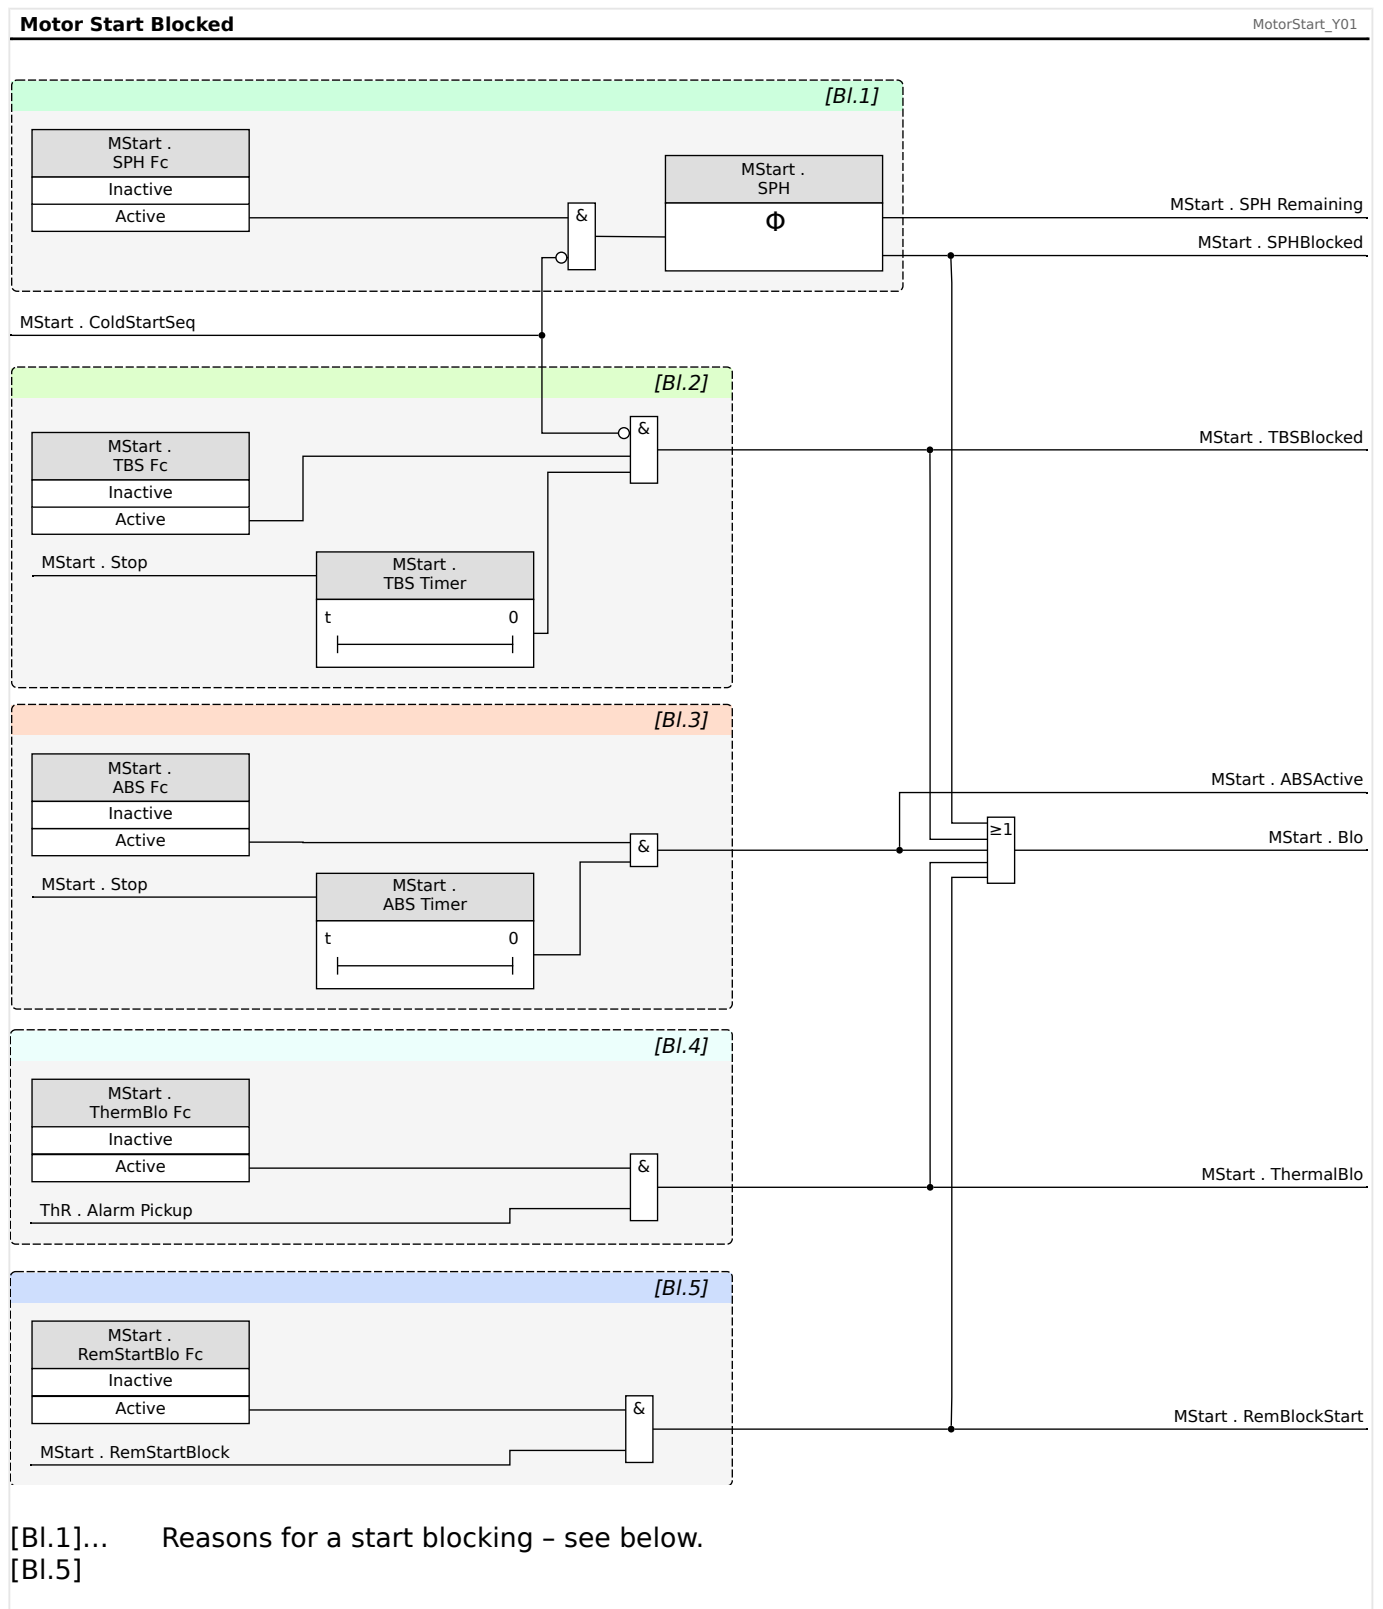 Motor Start Blocked
MotorStart_Y01
[Bl.1]
MStart .
SPH Fc
Inactive
Active
&
MStart .
SPH
Φ
MStart . SPH Remaining
MStart . SPHBlocked
MStart . ColdStartSeq
[Bl.2]
MStart .
TBS Fc
Inactive
Active
&
MStart . TBSBlocked
MStart . Stop
MStart .
TBS Timer
t 0
[Bl.3]
MStart .
ABS Fc
Inactive
Active
&
MStart . ABSActive
≥1
MStart . Blo
MStart . Stop
MStart .
ABS Timer
t 0
[Bl.4]
MStart .
ThermBlo Fc
Inactive
Active
&
MStart . ThermalBlo
ThR . Alarm Pickup
[Bl.5]
MStart .
RemStartBlo Fc
Inactive
Active
&
MStart . RemBlockStart
MStart . RemStartBlock
[Bl.1]... Reasons for a start blocking – see below.
[Bl.5]